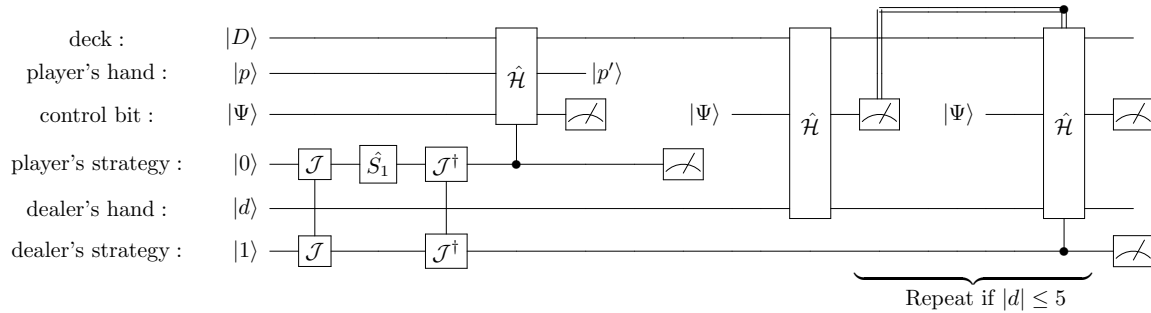 deck : |D⟩
player's hand : |p⟩ Ĥ |p′⟩ Ĥ Ĥ
control bit : |Ψ⟩ |Ψ⟩ |Ψ⟩
player's strategy : |0⟩ 𝒥 Ŝ₁ 𝒥†
dealer's hand : |d⟩
dealer's strategy : |1⟩ 𝒥 𝒥†
Repeat if |d| ≤ 5